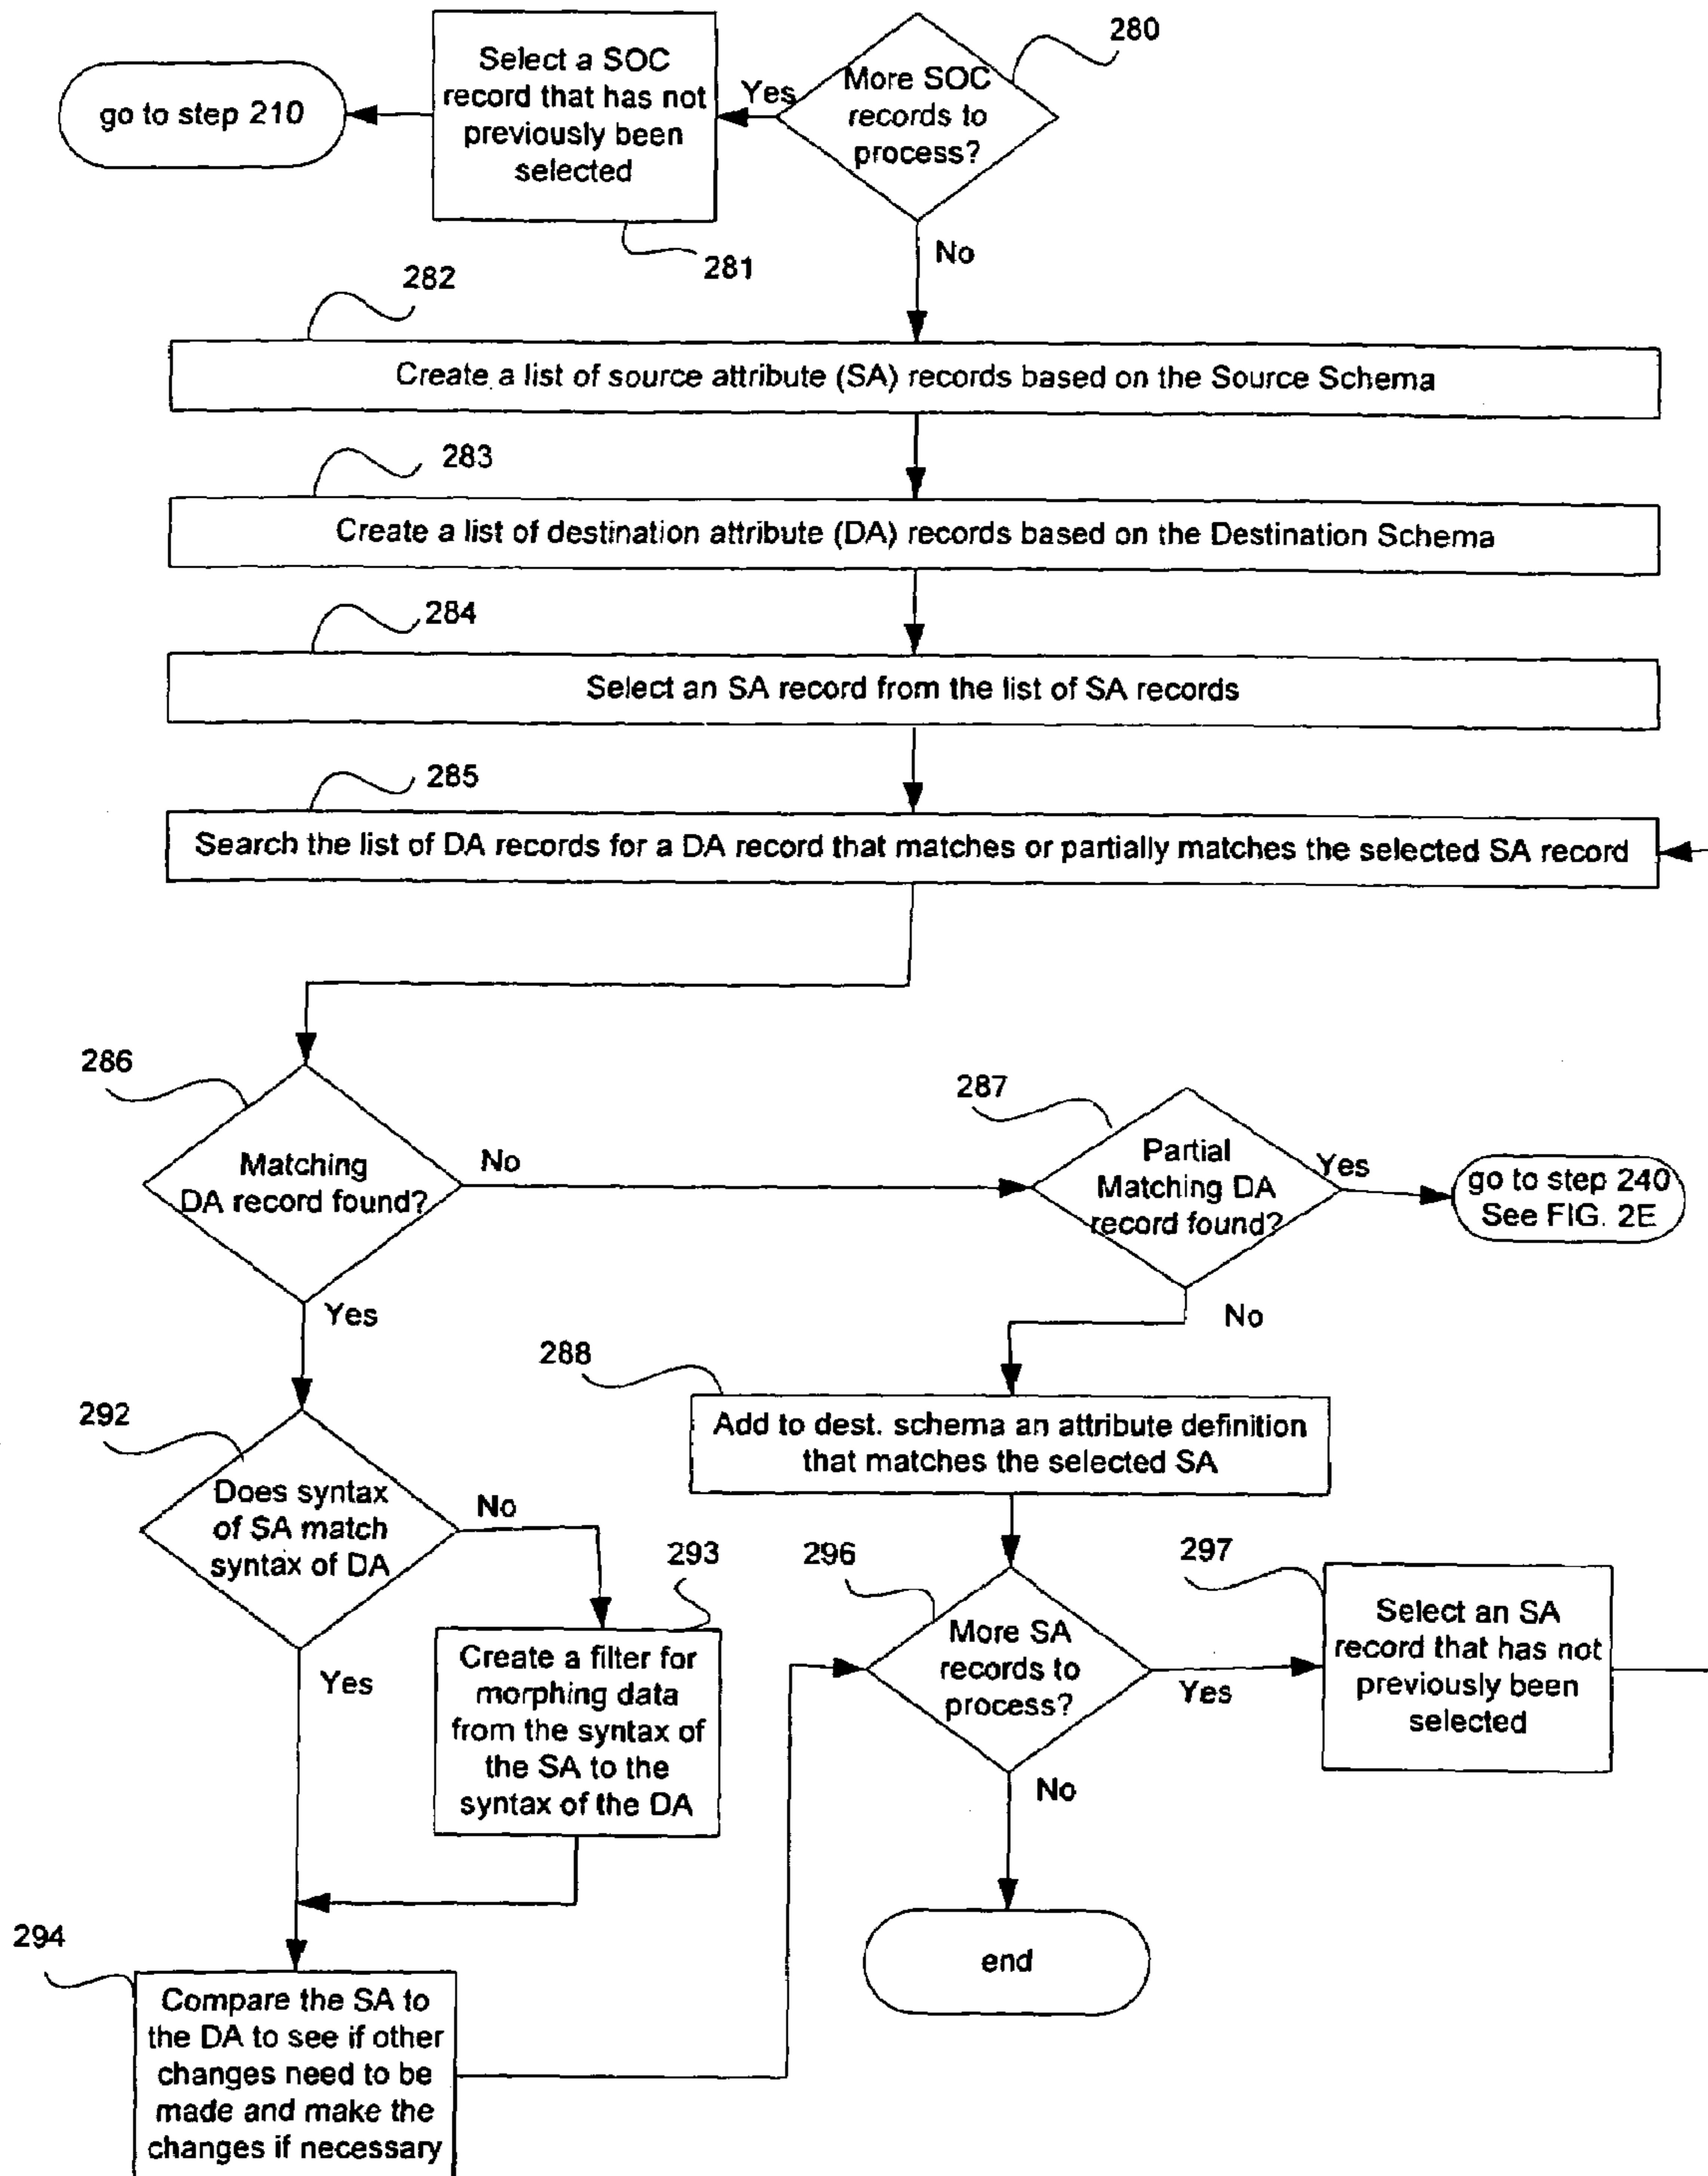 280
Select a SOC
record that has not
previously been
selected
More SOC
records to
process?
Yes
go to step 210
281
No
282
Create a list of source attribute (SA) records based on the Source Schema
283
Create a list of destination attribute (DA) records based on the Destination Schema
284
Select an SA record from the list of SA records
285
Search the list of DA records for a DA record that matches or partially matches the selected SA record
286
Matching
DA record found?
No
287
Partial
Matching DA
record found?
Yes
go to step 240
See FIG. 2E
Yes
No
288
Add to dest. schema an attribute definition
that matches the selected SA
292
Does syntax
of SA match
syntax of DA
No
293
Create a filter for
morphing data
from the syntax of
the SA to the
syntax of the DA
Yes
296
More SA
records to
process?
Yes
297
Select an SA
record that has not
previously been
selected
No
end
294
Compare the SA to
the DA to see if other
changes need to be
made and make the
changes if necessary